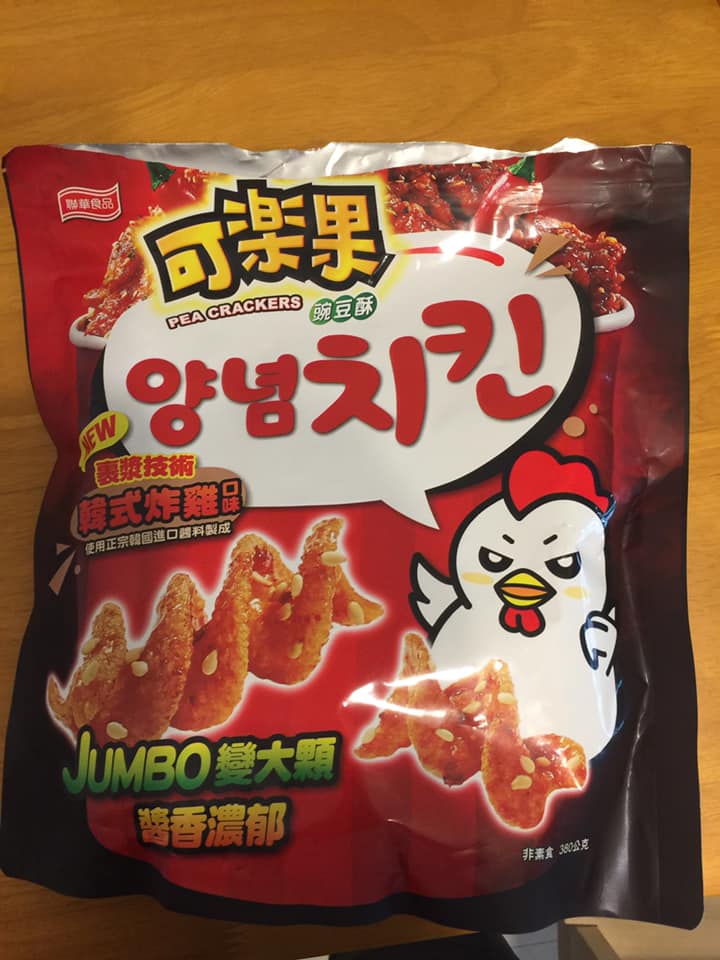 聯華食品
可楽果
PEA CRACKERS 豌豆酥
양념치킨
NEW
裹漿技術
韓式炸雞口味
使用正宗韓國進口醬料製成
JUMBO變大顆
醬香濃郁
非素食 380公克